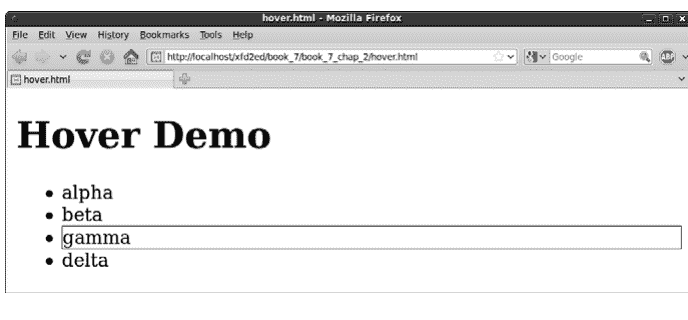 hover.html - Mozilla Firefox
File Edit View History Bookmarks Tools Help
http://localhost/xfd2ed/book_7/book_7_chap_2/hover.html Google ABP
hover.html
Hover Demo
• alpha
• beta
• gamma
• delta